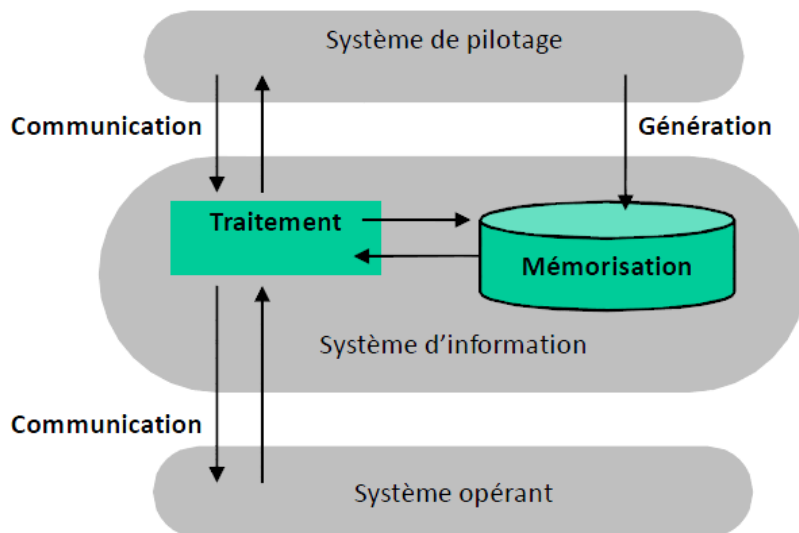 Système de pilotage
Communication
Génération
Traitement
Mémorisation
Système d’information
Communication
Système opérant